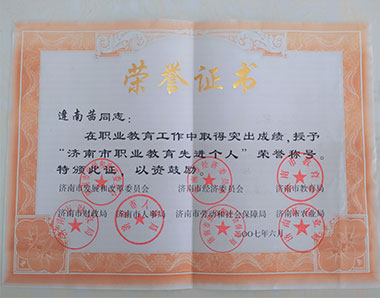 荣誉证书
逄南茜同志:
在职业教育工作中取得突出成绩,授予
“济南市职业教育先进个人”荣誉称号。
特颁此证,以资鼓励。
济南市发展和改革委员会 济南市经济委员会 济南市教育局
济南市财政局 济南市人事局 济南市劳动和社会保障局 济南市农业局
二〇〇七年六月